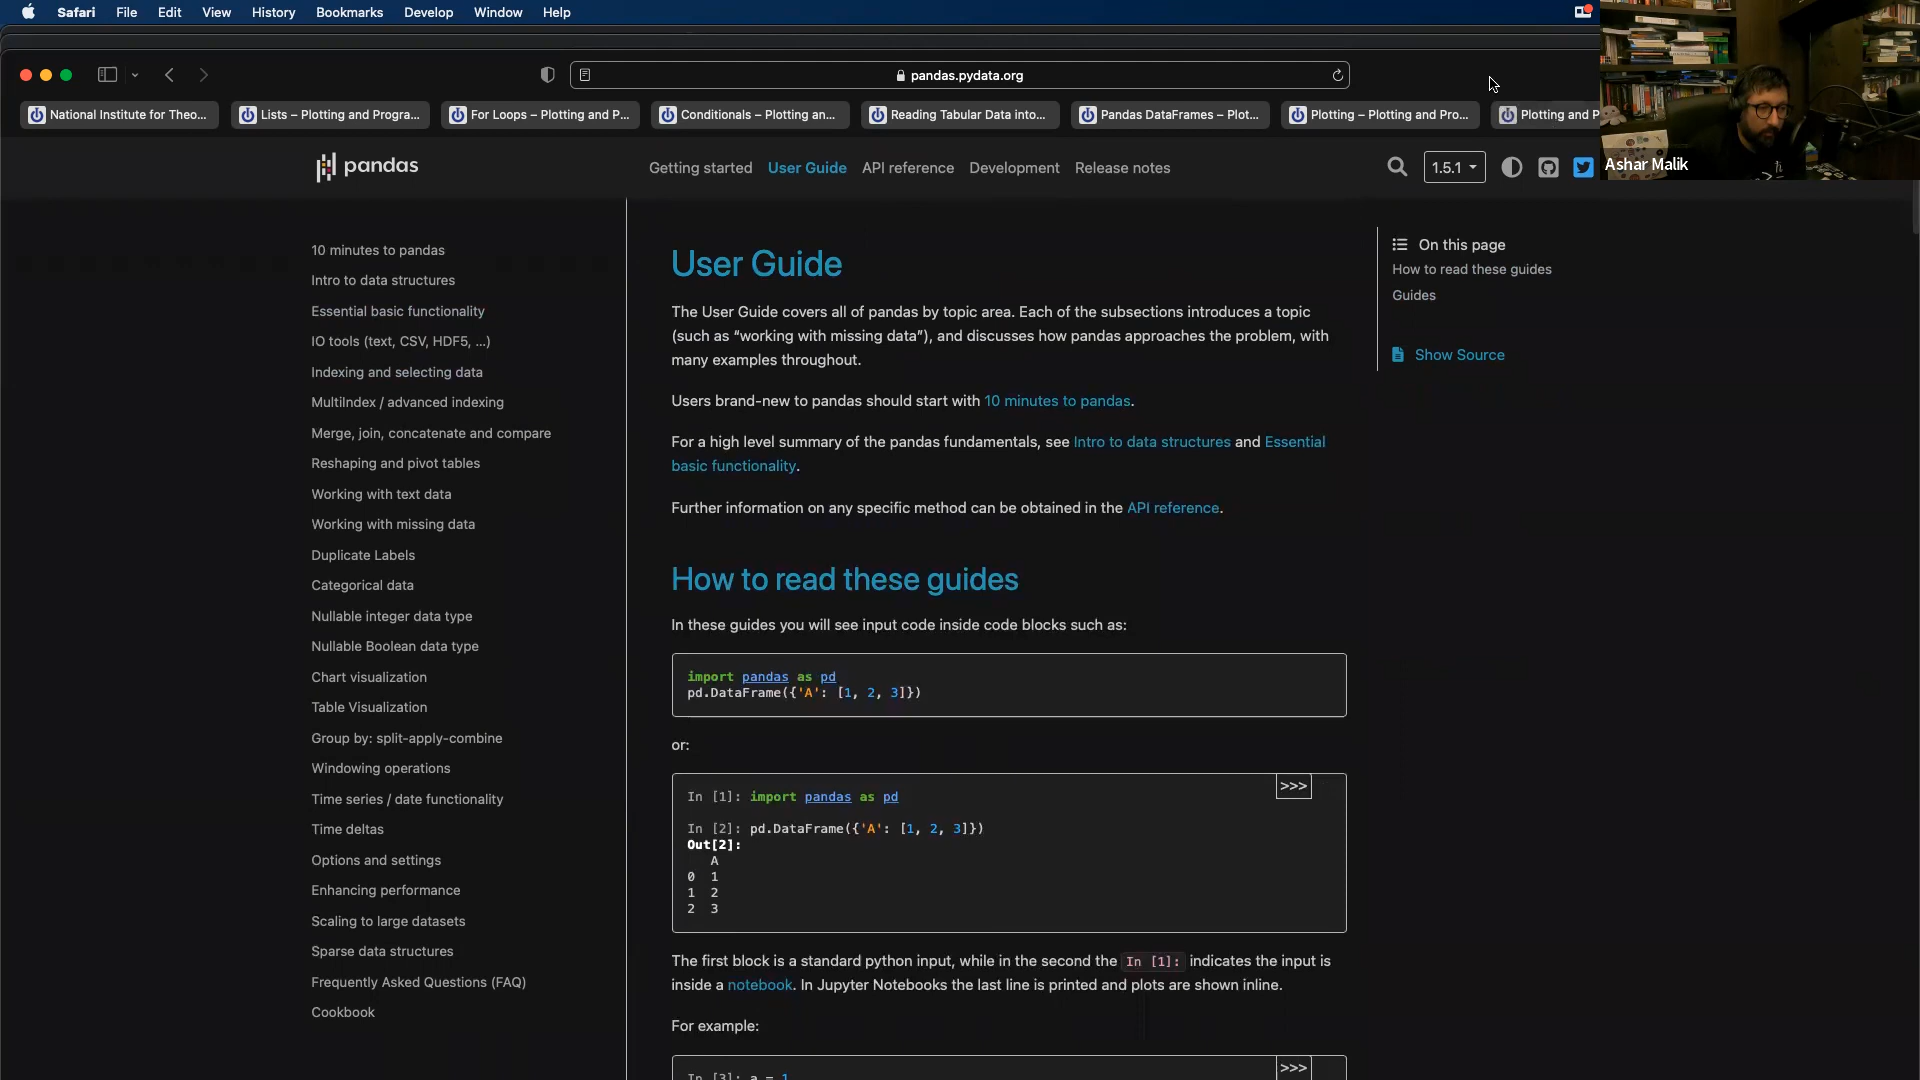 Safari File Edit View History Bookmarks Develop Window Help
pandas.pydata.org
National Institute for Theo...
Lists – Plotting and Progra...
For Loops – Plotting and P...
Conditionals – Plotting an...
Reading Tabular Data into...
Pandas DataFrames – Plot...
Plotting – Plotting and Pro...
Plotting and P
Ashar Malik
pandas
Getting started User Guide API reference Development Release notes
1.5.1
10 minutes to pandas
Intro to data structures
Essential basic functionality
IO tools (text, CSV, HDF5, ...)
Indexing and selecting data
MultiIndex / advanced indexing
Merge, join, concatenate and compare
Reshaping and pivot tables
Working with text data
Working with missing data
Duplicate Labels
Categorical data
Nullable integer data type
Nullable Boolean data type
Chart visualization
Table Visualization
Group by: split-apply-combine
Windowing operations
Time series / date functionality
Time deltas
Options and settings
Enhancing performance
Scaling to large datasets
Sparse data structures
Frequently Asked Questions (FAQ)
Cookbook
User Guide
The User Guide covers all of pandas by topic area. Each of the subsections introduces a topic
(such as “working with missing data”), and discusses how pandas approaches the problem, with
many examples throughout.
Users brand-new to pandas should start with 10 minutes to pandas.
For a high level summary of the pandas fundamentals, see Intro to data structures and Essential
basic functionality.
Further information on any specific method can be obtained in the API reference.
How to read these guides
In these guides you will see input code inside code blocks such as:
import pandas as pd
pd.DataFrame({'A': [1, 2, 3]})
or:
>>>
In [1]: import pandas as pd
In [2]: pd.DataFrame({'A': [1, 2, 3]})
Out[2]:
A
0 1
1 2
2 3
The first block is a standard python input, while in the second the In [1]: indicates the input is
inside a notebook. In Jupyter Notebooks the last line is printed and plots are shown inline.
For example:
>>>
In [3]: a = 1
On this page
How to read these guides
Guides
Show Source